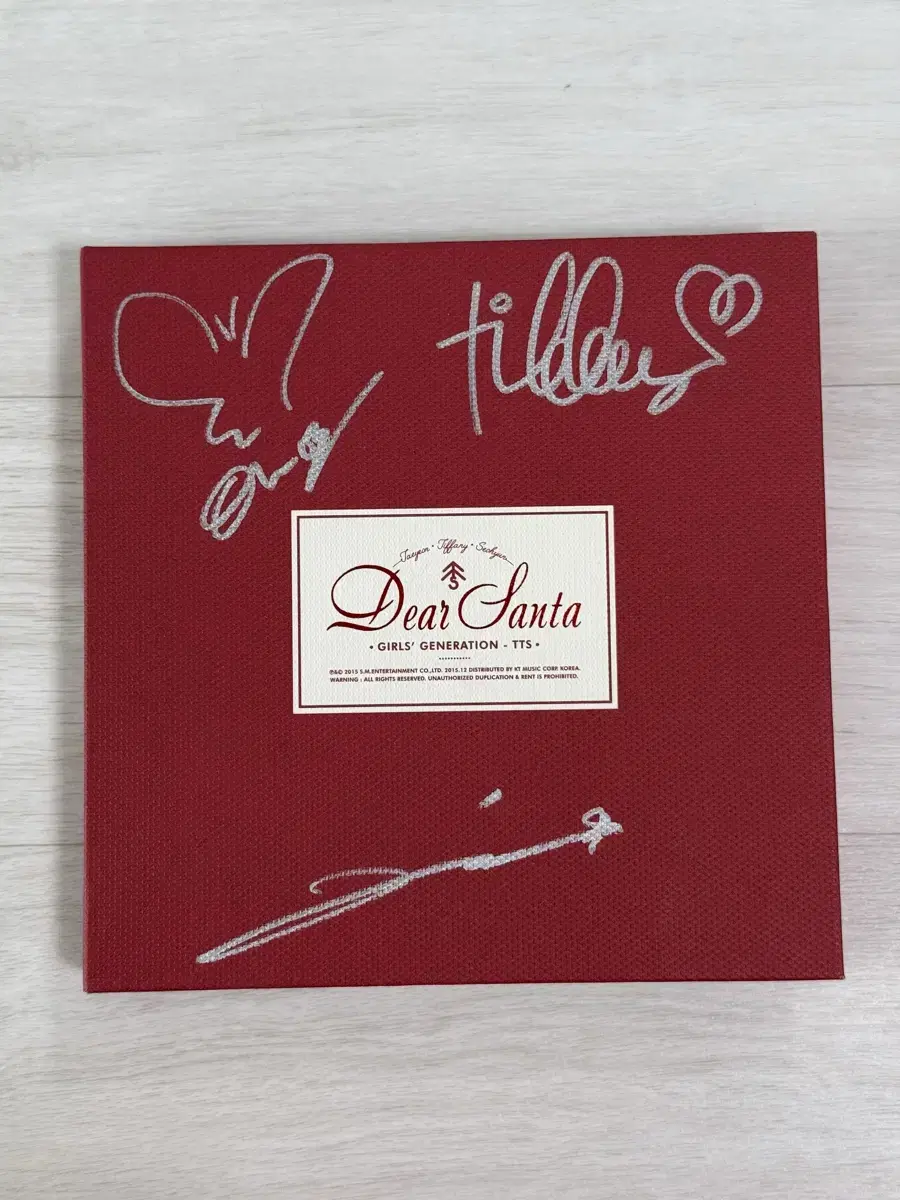 tiffany
Taeyeon • Tiffany • Seohyun
S
Dear Santa
• GIRLS' GENERATION - TTS •
℗&© 2015 S.M.ENTERTAINMENT CO.,LTD. 2015.12 DISTRIBUTED BY KT MUSIC CORP. KOREA.
WARNING : ALL RIGHTS RESERVED. UNAUTHORIZED DUPLICATION & RENT IS PROHIBITED.